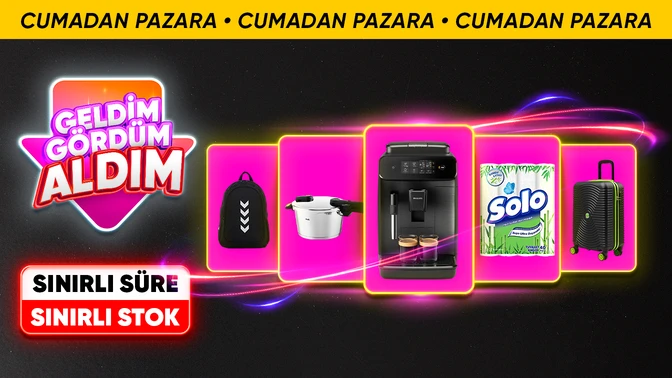 CUMADAN PAZARA • CUMADAN PAZARA • CUMADAN PAZARA
GELDİM
GÖRDÜM
ALDIM
Solo
SINIRLI SÜRE
SINIRLI STOK